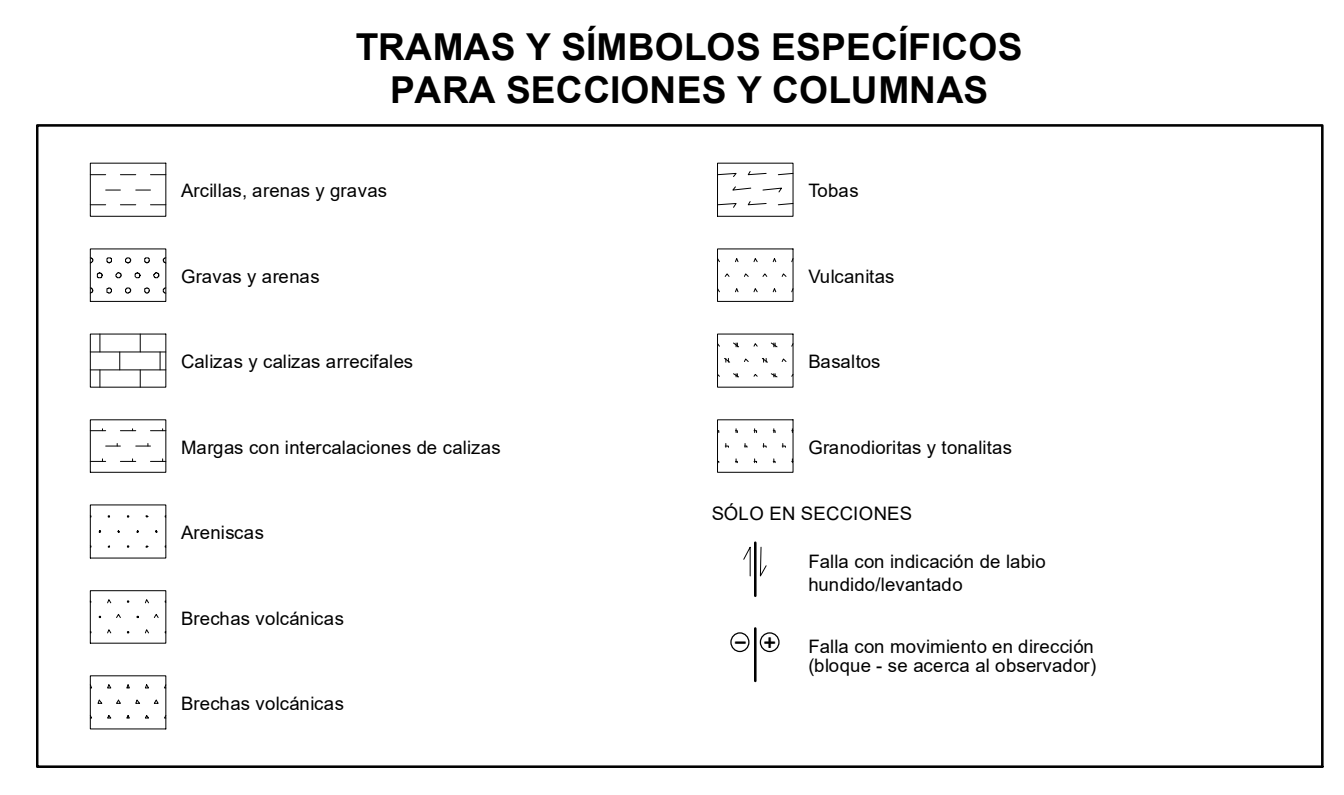 TRAMAS Y SÍMBOLOS ESPECÍFICOS
PARA SECCIONES Y COLUMNAS
Arcillas, arenas y gravas
Gravas y arenas
Calizas y calizas arrecifales
Margas con intercalaciones de calizas
Areniscas
Brechas volcánicas
Brechas volcánicas
Tobas
Vulcanitas
Basaltos
Granodioritas y tonalitas
SÓLO EN SECCIONES
Falla con indicación de labio
hundido/levantado
Falla con movimiento en dirección
(bloque - se acerca al observador)